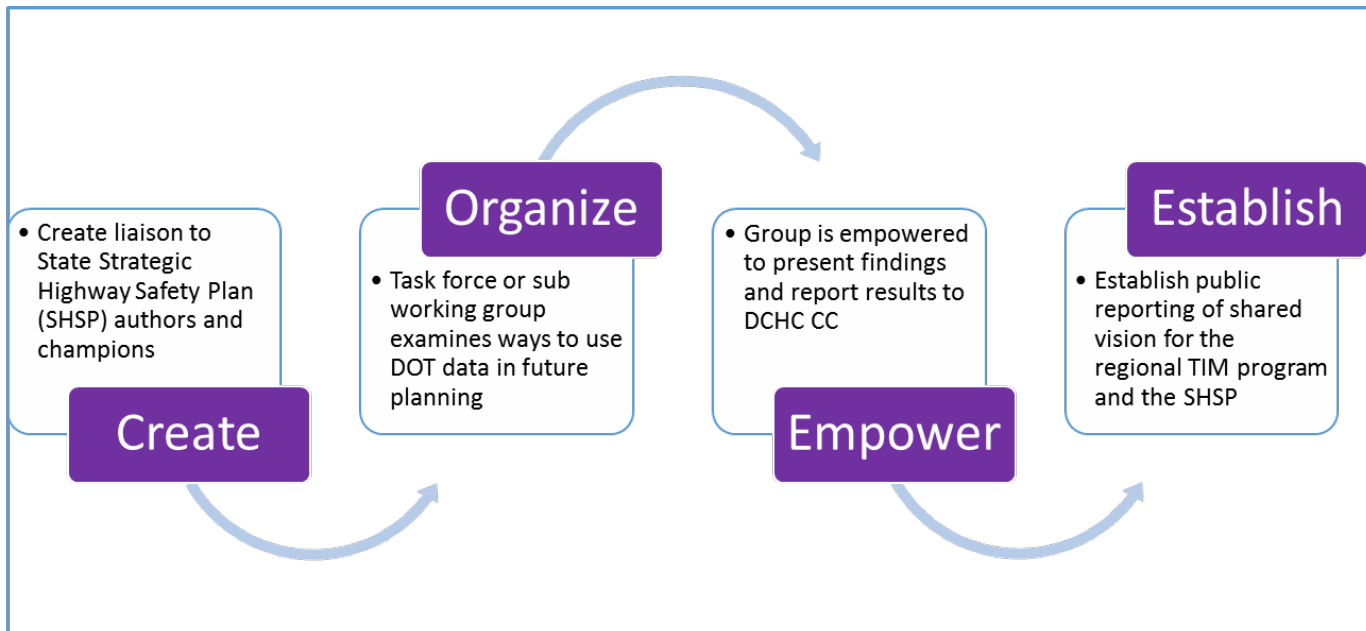 • Create liaison to
State Strategic
Highway Safety Plan
(SHSP) authors and
champions
Create
Organize
• Task force or sub
working group
examines ways to use
DOT data in future
planning
• Group is empowered
to present findings
and report results to
DCHC CC
Empower
Establish
• Establish public
reporting of shared
vision for the
regional TIM program
and the SHSP